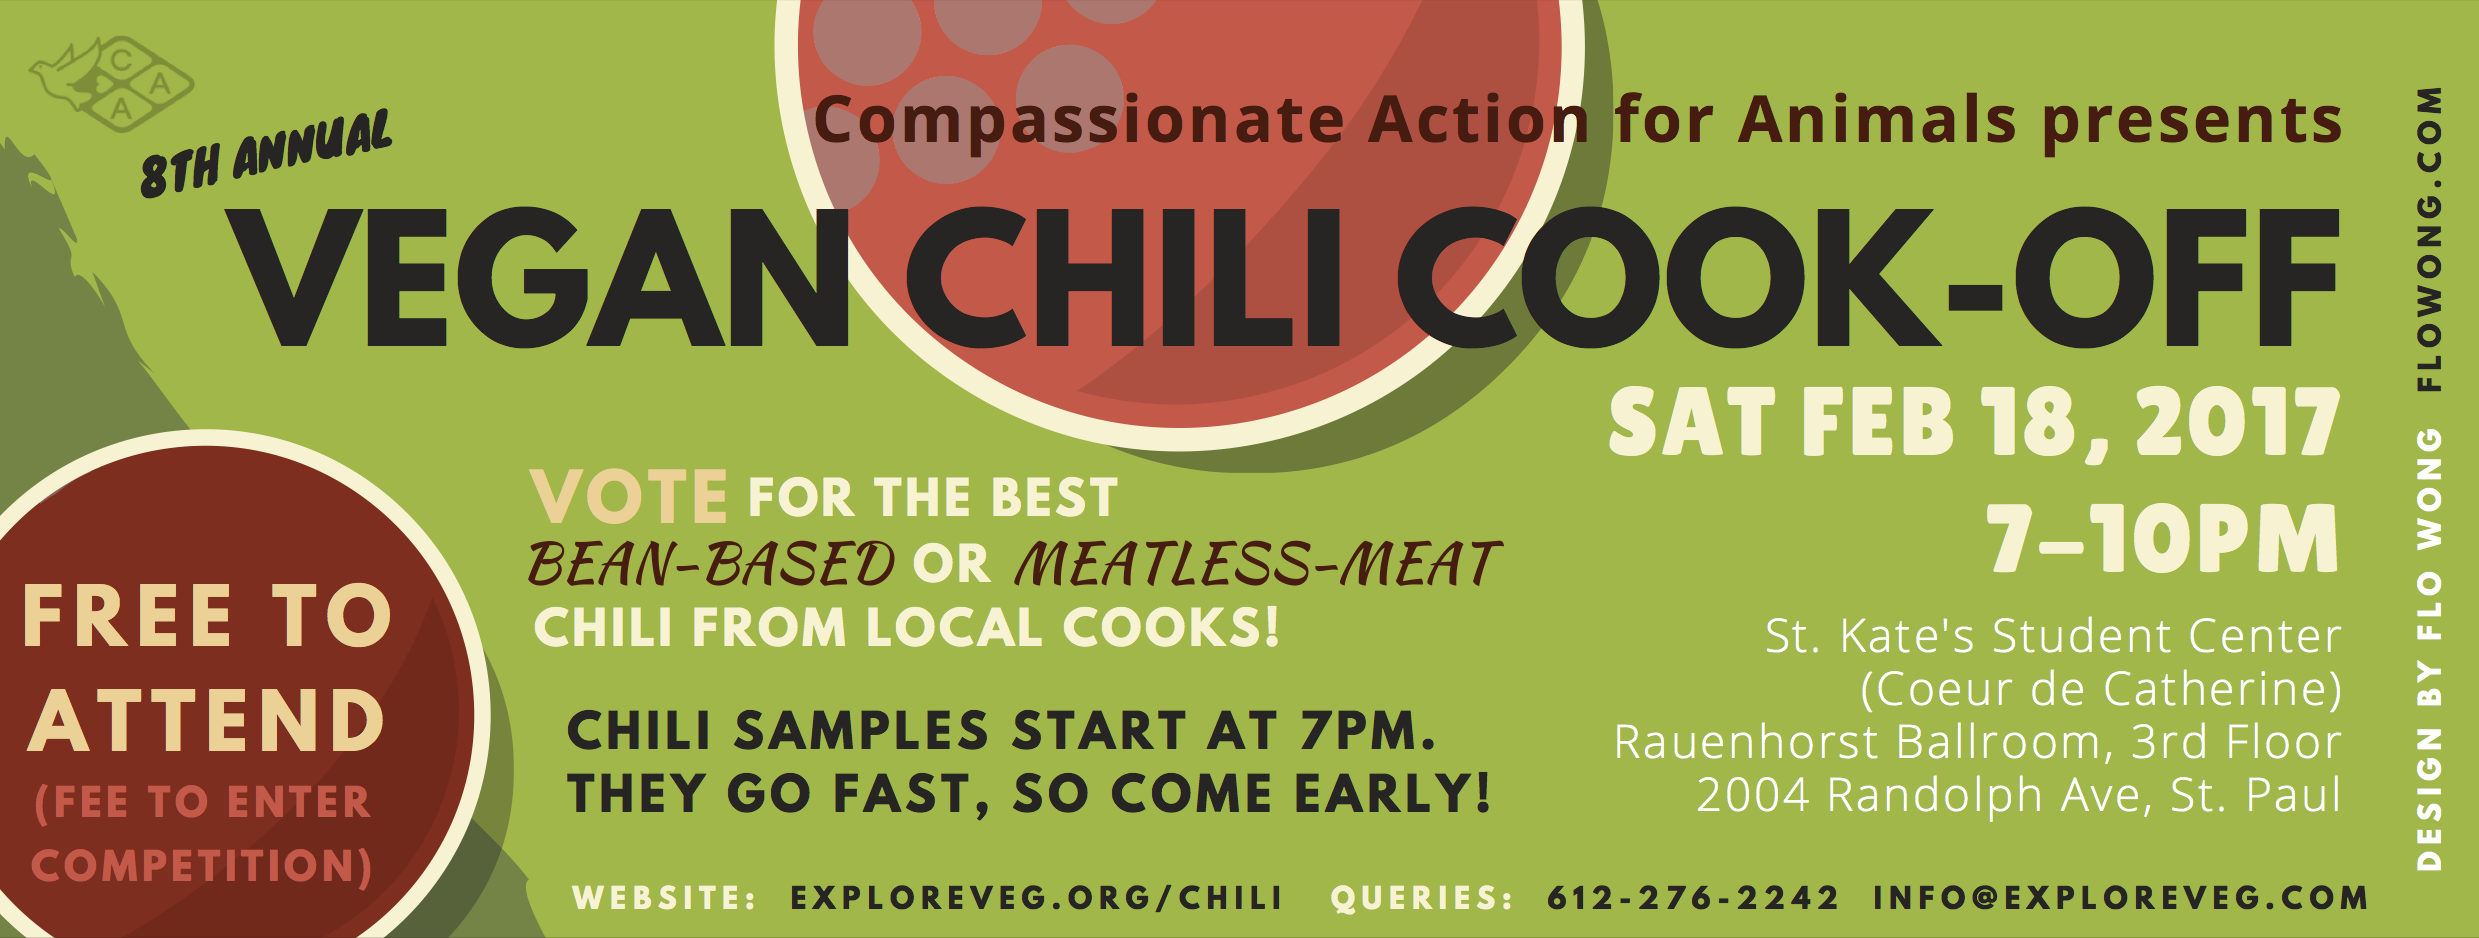 C
A
A
8TH ANNUAL
Compassionate Action for Animals presents
VEGAN CHILI COOK-OFF
SAT FEB 18, 2017
7–10PM
St. Kate's Student Center
(Coeur de Catherine)
Rauenhorst Ballroom, 3rd Floor
2004 Randolph Ave, St. Paul
VOTE FOR THE BEST
BEAN-BASED OR MEATLESS-MEAT
CHILI FROM LOCAL COOKS!
CHILI SAMPLES START AT 7PM.
THEY GO FAST, SO COME EARLY!
FREE TO
ATTEND
(FEE TO ENTER
COMPETITION)
WEBSITE: EXPLOREVEG.ORG/CHILI QUERIES: 612-276-2242 INFO@EXPLOREVEG.COM
DESIGN BY FLO WONG FLOWONG.COM